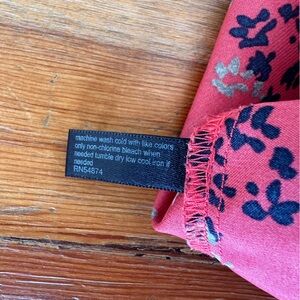 machine wash cold with like colors
only non-chlorine bleach when
needed tumble dry low cool iron if
needed
RN54874